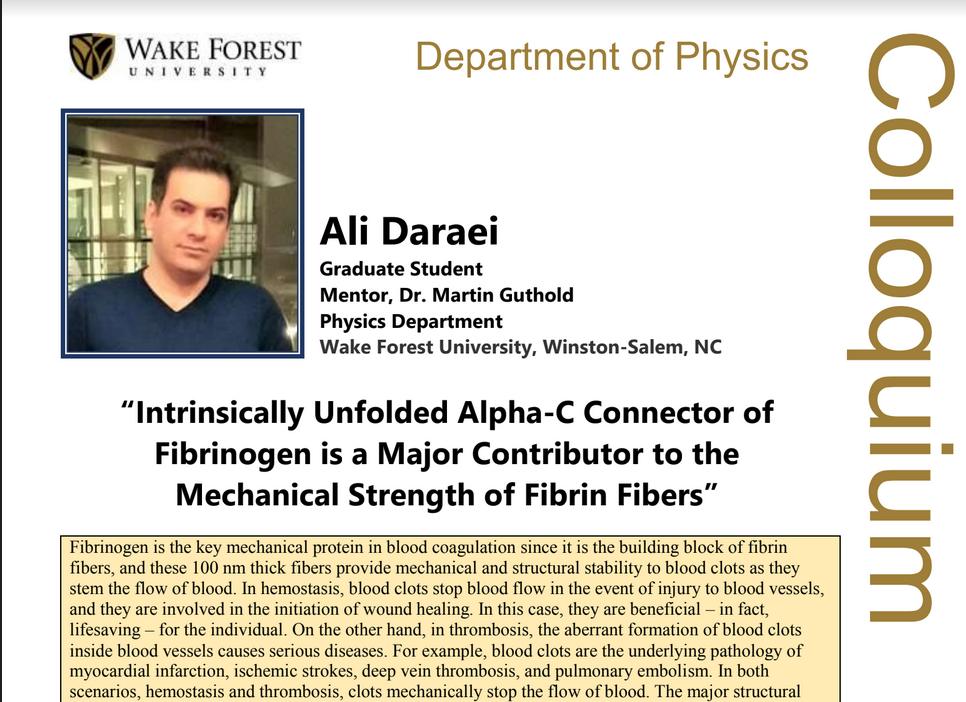 WAKE FOREST
UNIVERSITY
Department of Physics
Colloquium
Ali Daraei
Graduate Student
Mentor, Dr. Martin Guthold
Physics Department
Wake Forest University, Winston-Salem, NC
“Intrinsically Unfolded Alpha-C Connector of
Fibrinogen is a Major Contributor to the
Mechanical Strength of Fibrin Fibers”
Fibrinogen is the key mechanical protein in blood coagulation since it is the building block of fibrin
fibers, and these 100 nm thick fibers provide mechanical and structural stability to blood clots as they
stem the flow of blood. In hemostasis, blood clots stop blood flow in the event of injury to blood vessels,
and they are involved in the initiation of wound healing. In this case, they are beneficial – in fact,
lifesaving – for the individual. On the other hand, in thrombosis, the aberrant formation of blood clots
inside blood vessels causes serious diseases. For example, blood clots are the underlying pathology of
myocardial infarction, ischemic strokes, deep vein thrombosis, and pulmonary embolism. In both
scenarios, hemostasis and thrombosis, clots mechanically stop the flow of blood. The major structural